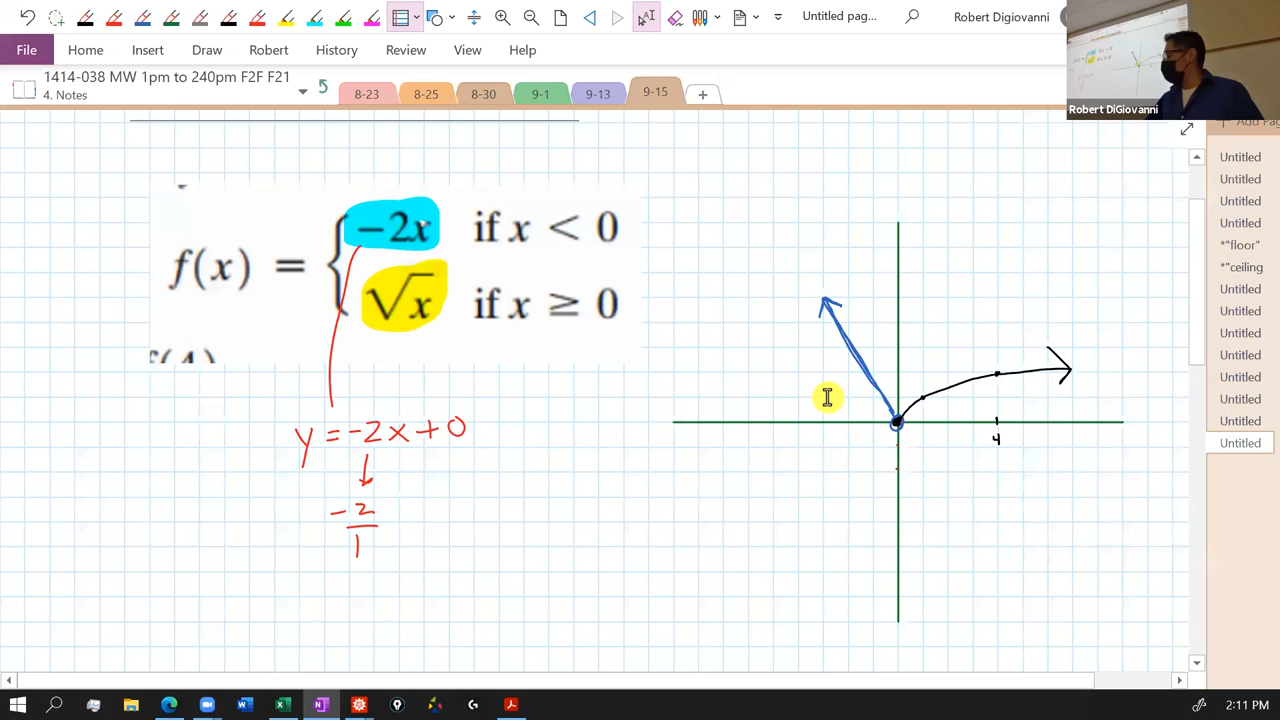 Untitled pag...
Robert Digiovanni
File
Home
Insert
Draw
Robert
History
Review
View
Help
1414-038 MW 1pm to 240pm F2F F21
4. Notes
8-23
8-25
8-30
9-1
9-13
9-15
Robert DiGiovanni
Add Pag
Untitled
Untitled
Untitled
Untitled
*"floor"
*"ceiling
Untitled
Untitled
Untitled
Untitled
Untitled
Untitled
Untitled
Untitled
f(x) = { −2x if x < 0
√x if x ≥ 0
f(4)
y = -2x + 0
-2
1
4
2:11 PM